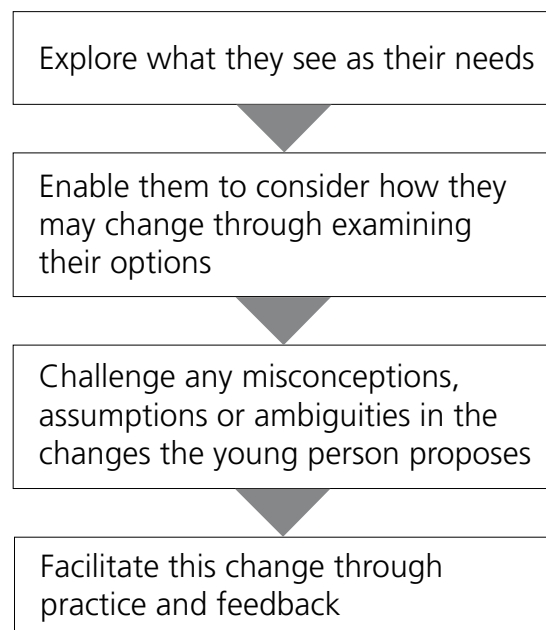 Explore what they see as their needs
Enable them to consider how they
may change through examining
their options
Challenge any misconceptions,
assumptions or ambiguities in the
changes the young person proposes
Facilitate this change through
practice and feedback